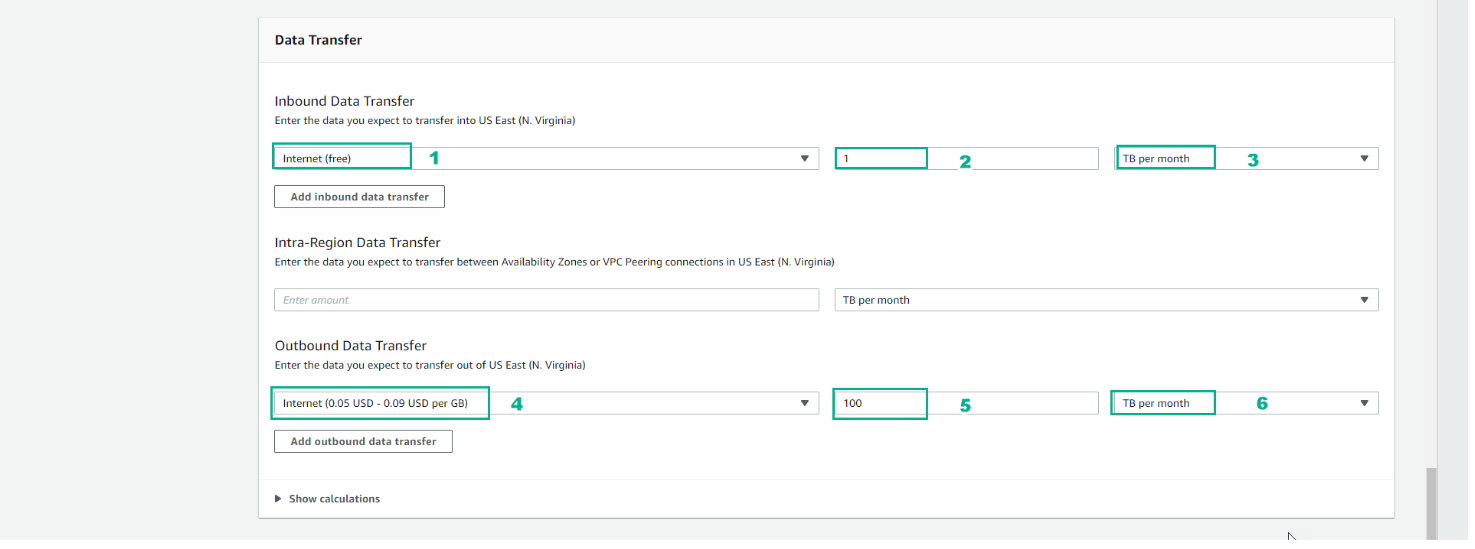 Data Transfer
Inbound Data Transfer
Enter the data you expect to transfer into US East (N. Virginia)
Internet (free) 1 1 2 TB per month 3
Add inbound data transfer
Intra-Region Data Transfer
Enter the data you expect to transfer between Availability Zones or VPC Peering connections in US East (N. Virginia)
Enter amount TB per month
Outbound Data Transfer
Enter the data you expect to transfer out of US East (N. Virginia)
Internet (0.05 USD - 0.09 USD per GB) 4 100 5 TB per month 6
Add outbound data transfer
Show calculations